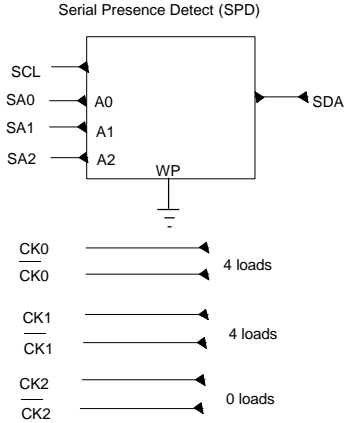 Serial Presence Detect (SPD)
SCL
SA0 A0
SDA
SA1 A1
SA2 A2
WP
CK0
4 loads
CK0
CK1
4 loads
CK1
CK2
0 loads
CK2